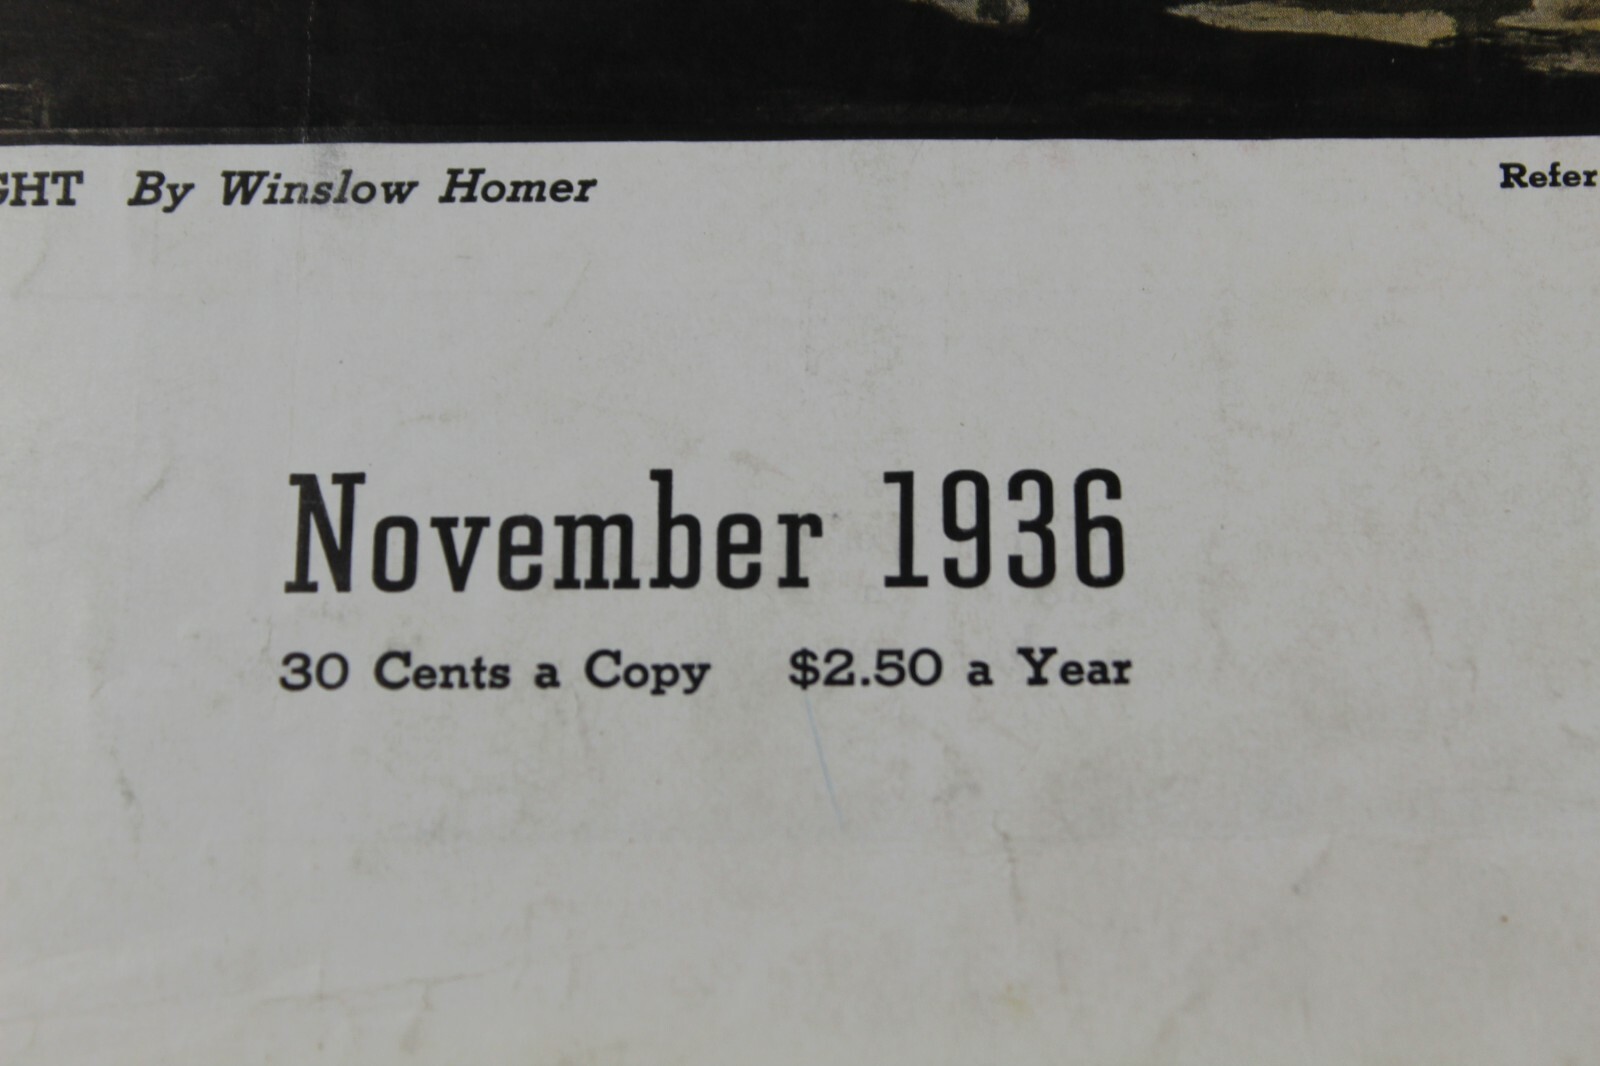 GHT By Winslow Homer
Refer
November 1936
30 Cents a Copy $2.50 a Year